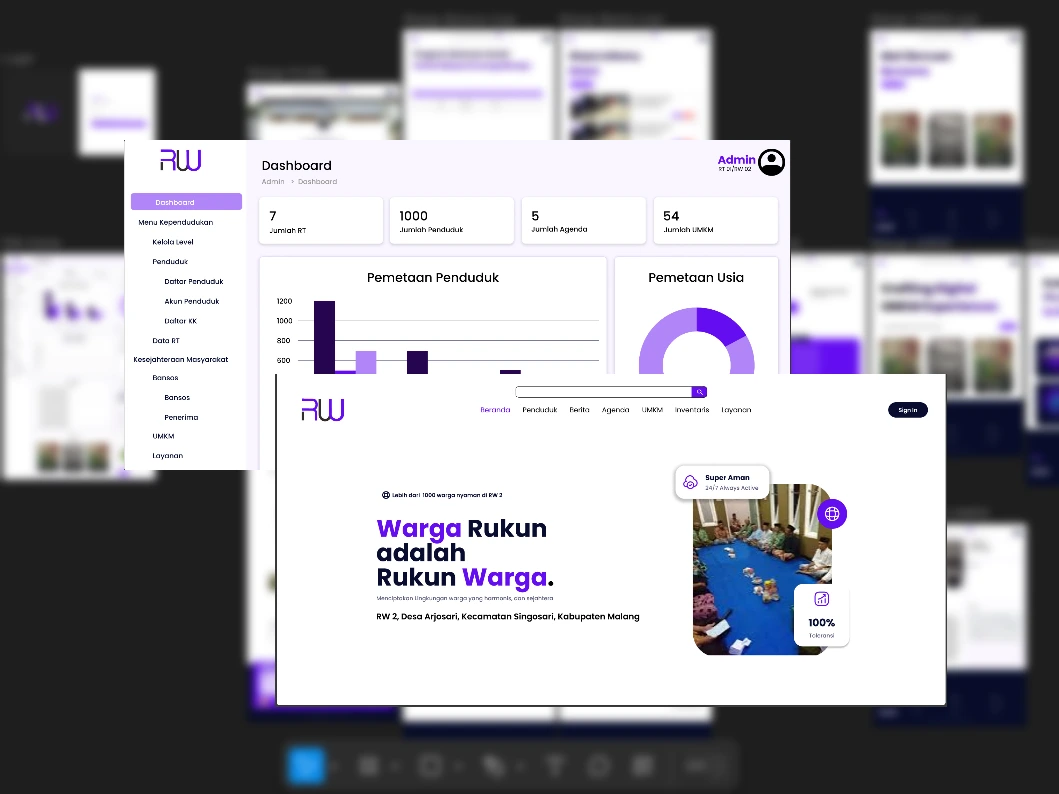 RW
Dashboard
Menu Kependudukan
Kelola Level
Penduduk
Daftar Penduduk
Akun Penduduk
Daftar KK
Data RT
Kesejahteraan Masyarakat
Bansos
Bansos
Penerima
UMKM
Layanan
Dashboard
Admin > Dashboard
Admin
RT 01/RW 02
7
Jumlah RT
1000
Jumlah Penduduk
5
Jumlah Agenda
54
Jumlah UMKM
Pemetaan Penduduk
1200
1000
800
600
Pemetaan Usia
RW
Beranda Penduduk Berita Agenda UMKM Inventaris Layanan
Sign In
Lebih dari 1000 warga nyaman di RW 2
Warga Rukun
adalah
Rukun Warga.
Menciptakan Lingkungan warga yang harmonis, dan sejahtera
RW 2, Desa Arjosari, Kecamatan Singosari, Kabupaten Malang
Super Aman
24/7 Always Active
100%
Toleransi